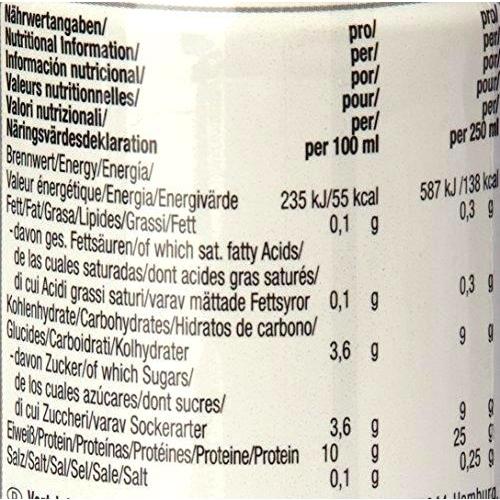 Nährwertangaben/ pro/ pro/
Nutritional Information/ per/ per/
Información nutricional/ por/ por/
Valeurs nutritionnelles/ pour/ pour/
Valori nutrizionali/ per/ per/
Näringsvärdesdeklaration per 100 ml per 250 ml
Brennwert/Energy/Energía/
Valeur énergétique/Energia/Energivärde 235 kJ/55 kcal 587 kJ/138 kcal
Fett/Fat/Grasa/Lipides/Grassi/Fett 0,1 g 0,3 g
-davon ges. Fettsäuren/of which sat. fatty Acids/
de las cuales saturadas/dont acides gras saturés/
di cui Acidi grassi saturi/varav mättade Fettsyror 0,1 g 0,3 g
Kohlenhydrate/Carbohydrates/Hidratos de carbono/
Glucides/Carboidrati/Kolhydrater 3,6 g 9 g
-davon Zucker/of which Sugars/
de los cuales azúcares/dont sucres/
di cui Zuccheri/varav Sockerarter 3,6 g 9 g
Eiweiß/Protein/Proteínas/Protéines/Proteine/Protein 10 g 25 g
Salz/Salt/Sal/Sel/Sale/Salt 0,1 g 0,25 g